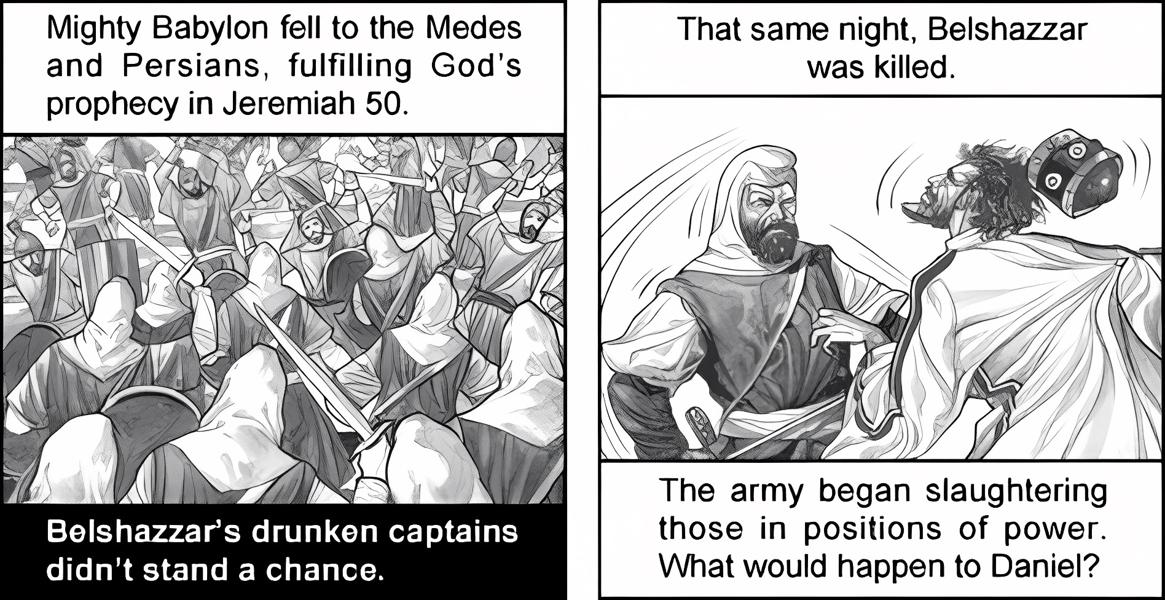 Mighty Babylon fell to the Medes
and Persians, fulfilling God's
prophecy in Jeremiah 50.
Belshazzar's drunken captains
didn't stand a chance.
That same night, Belshazzar
was killed.
The army began slaughtering
those in positions of power.
What would happen to Daniel?